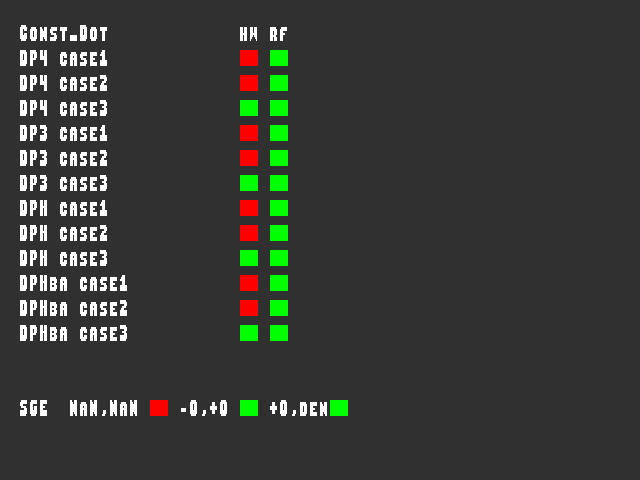 Const_Dot HW RF
DP4 case1
DP4 case2
DP4 case3
DP3 case1
DP3 case2
DP3 case3
DPH case1
DPH case2
DPH case3
DPHba case1
DPHba case2
DPHba case3
SGE NaN,NaN -0,+0 +0,den